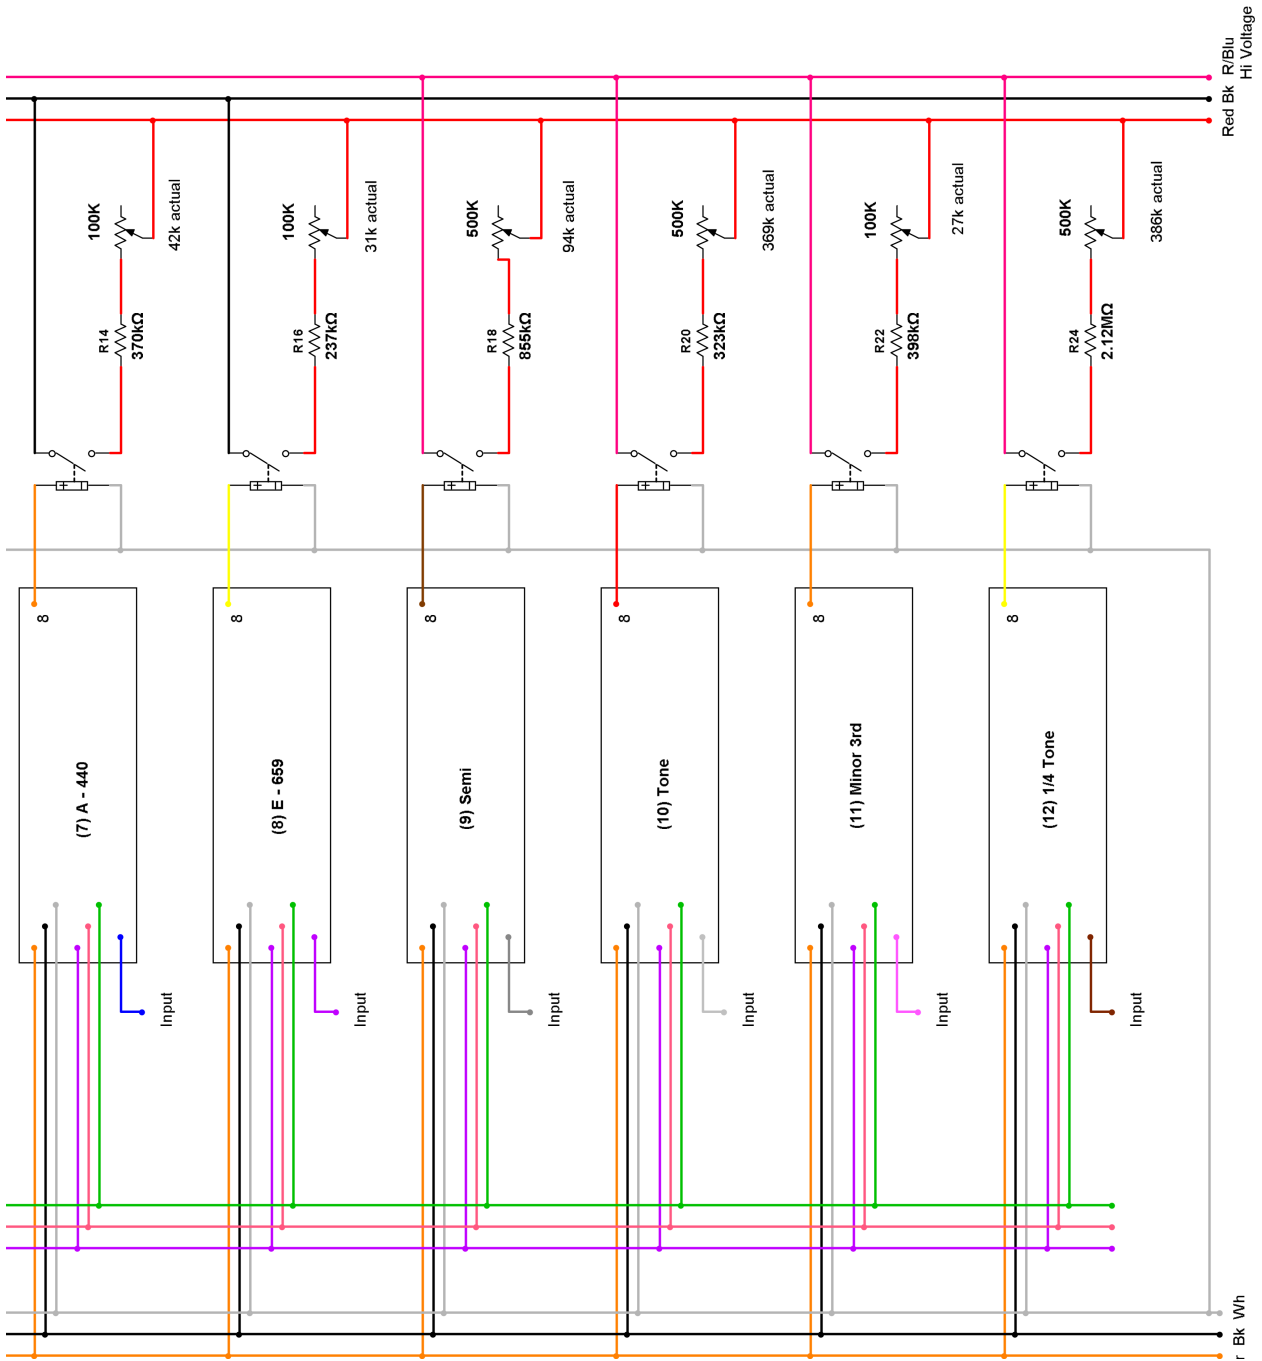 R/Blu
Hi Voltage
Bk
Red
100K
42k actual
R14
370kΩ
100K
31k actual
R16
237kΩ
500K
94k actual
R18
855kΩ
500K
369k actual
R20
323kΩ
100K
27k actual
R22
398kΩ
500K
386k actual
R24
2.12MΩ
8
8
8
8
8
8
(7) A - 440
(8) E - 659
(9) Semi
(10) Tone
(11) Minor 3rd
(12) 1/4 Tone
Input
Input
Input
Input
Input
Input
Wh
Bk
r